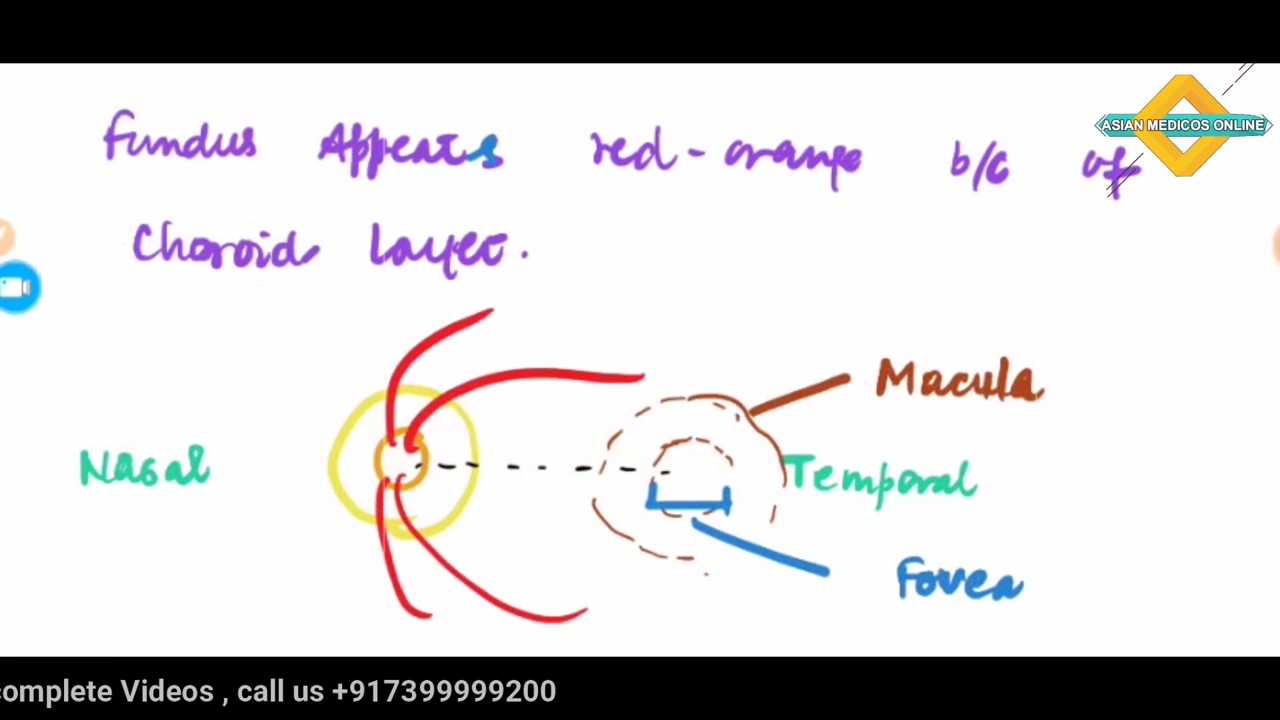 Fundus Appears red-orange b/c of
Choroid Layer.
ASIAN MEDICOS ONLINE
Macula
Nasal
Temporal
Fovea
complete Videos , call us +917399999200